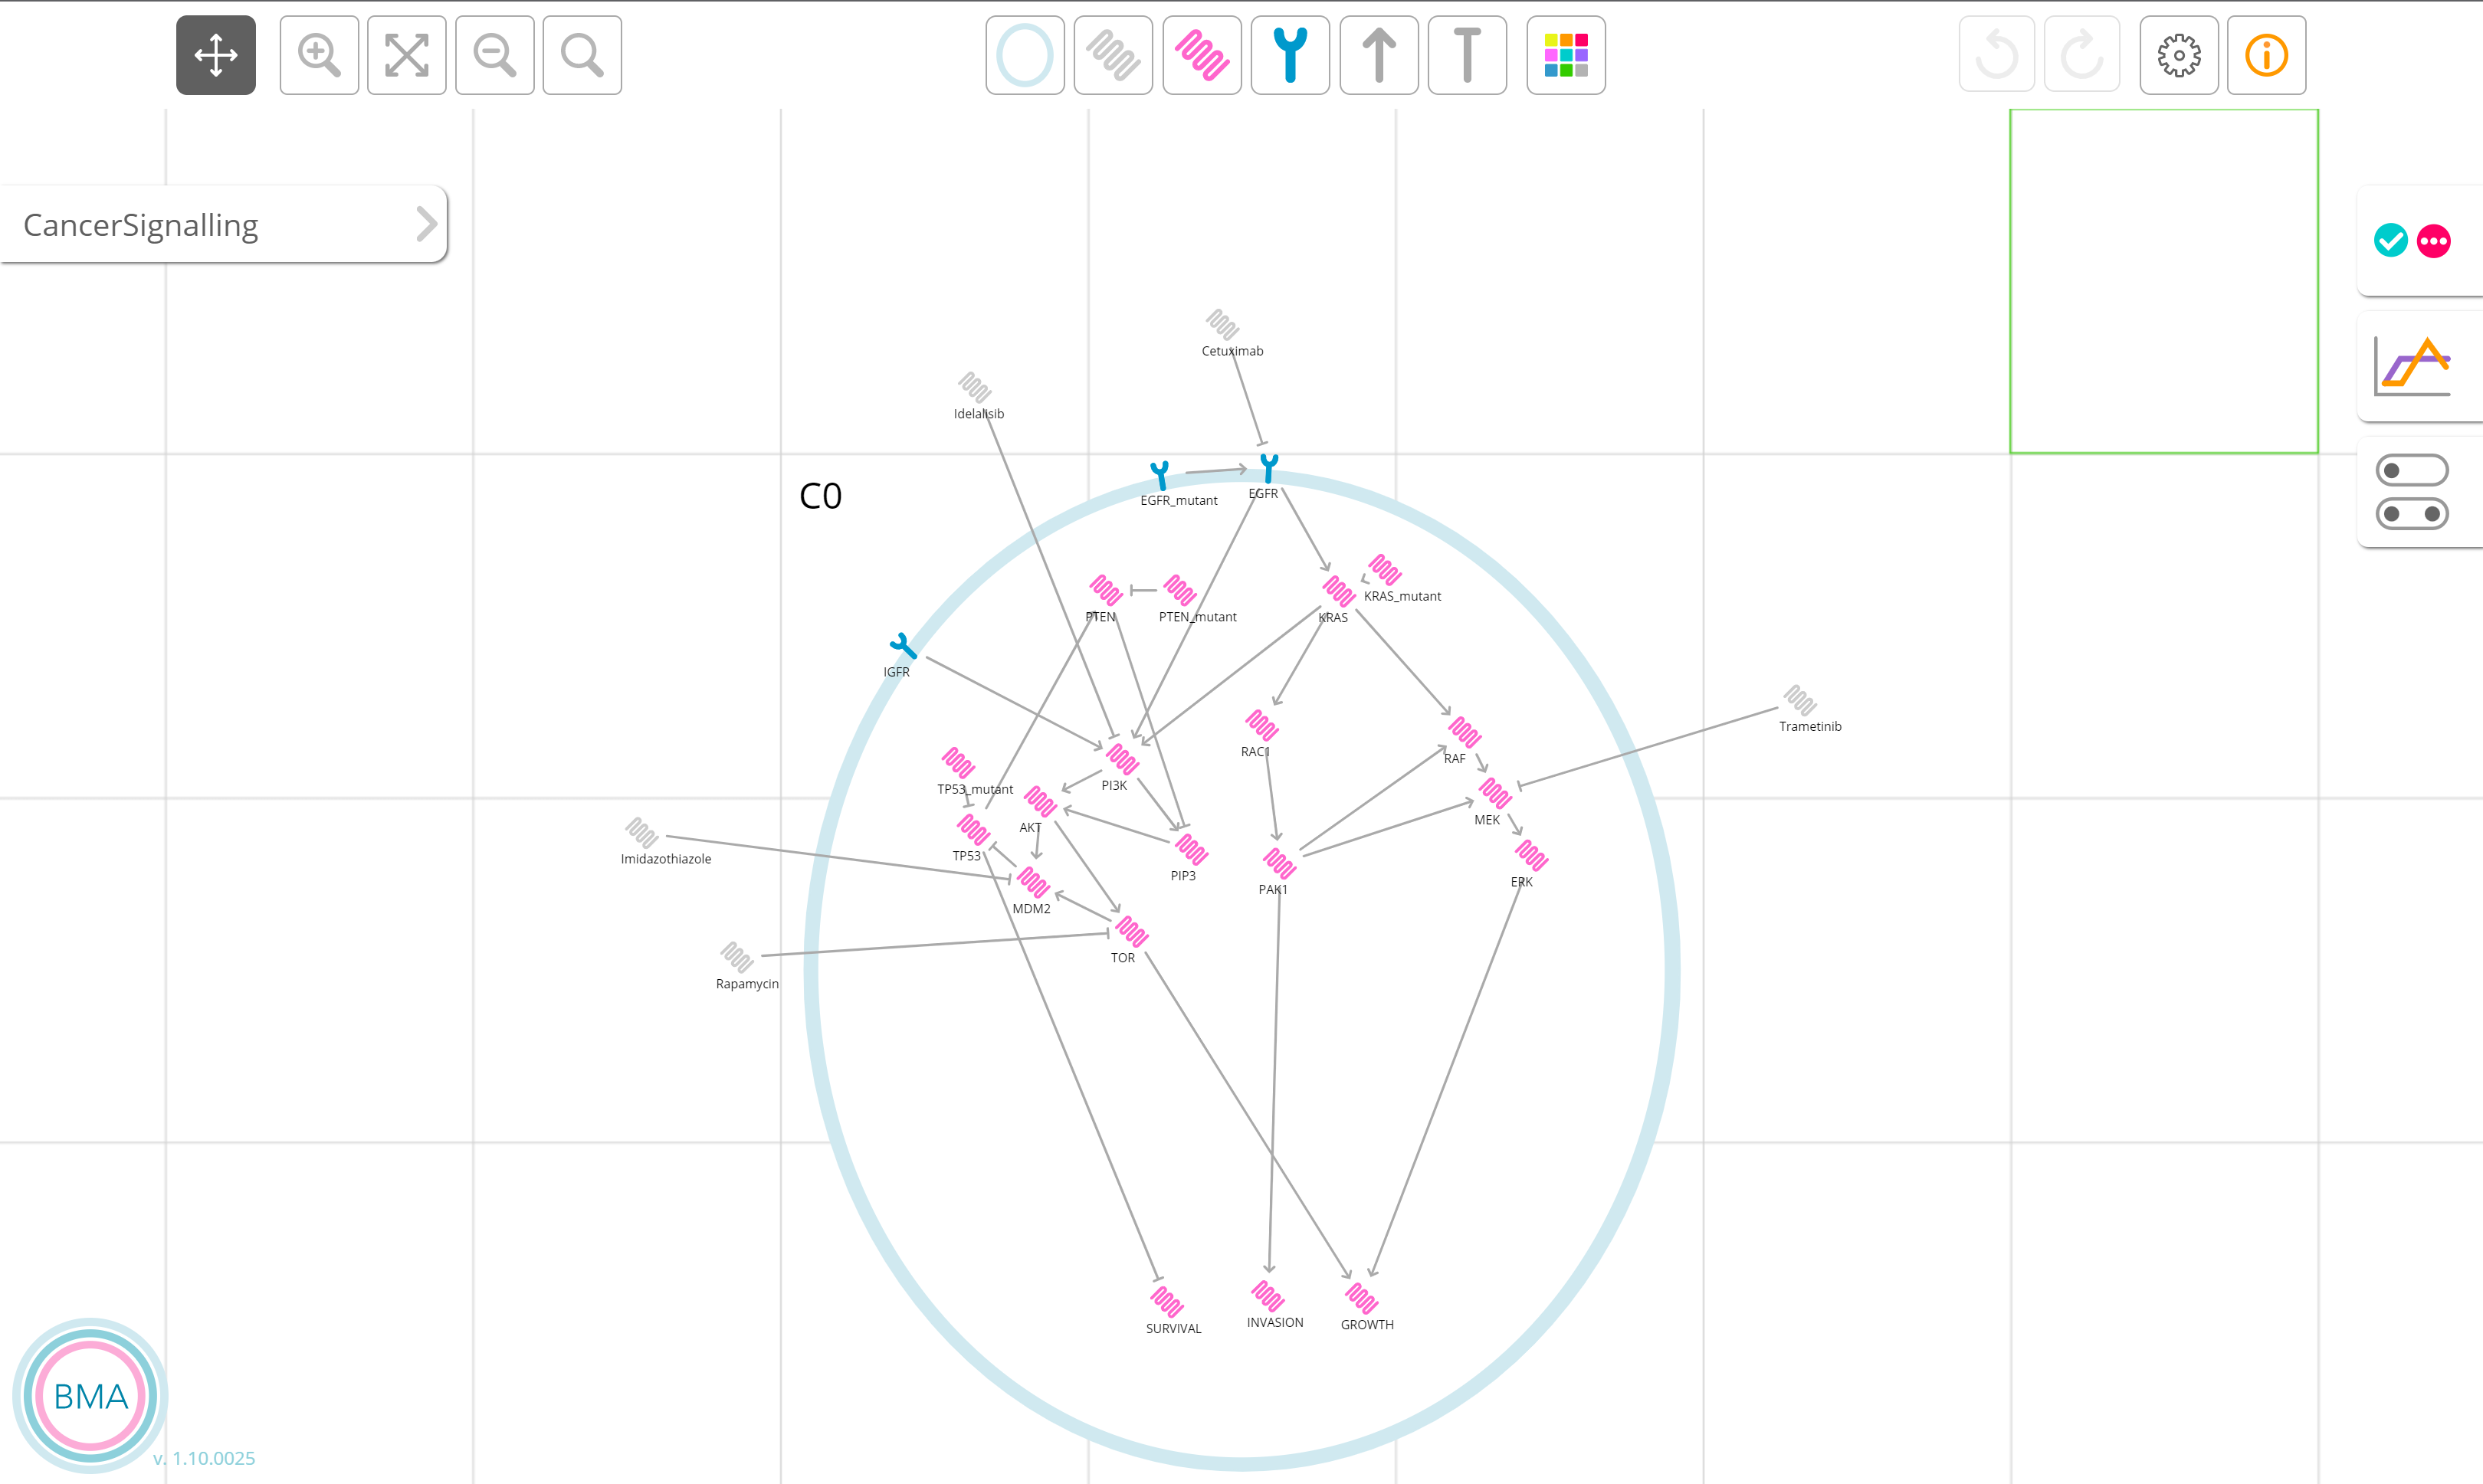 CancerSignalling
Cetuximab
Idelalisib
C0
EGFR_mutant
EGFR
KRAS_mutant
PTEN
PTEN_mutant
KRAS
IGFR
Trametinib
RAC1
RAF
PI3K
TP53_mutant
MEK
AKT
TP53
Imidazothiazole
PIP3
ERK
PAK1
MDM2
TOR
Rapamycin
INVASION
GROWTH
SURVIVAL
BMA
v. 1.10.0025